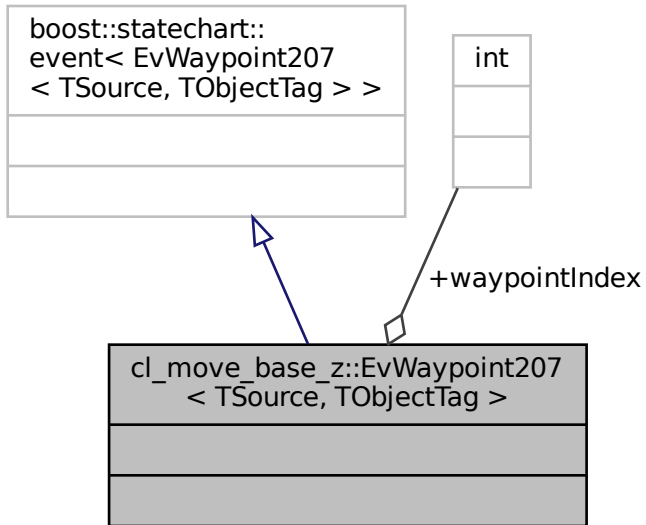 boost::statechart::
event< EvWaypoint207
< TSource, TObjectTag > >
int
+waypointIndex
cl_move_base_z::EvWaypoint207
< TSource, TObjectTag >